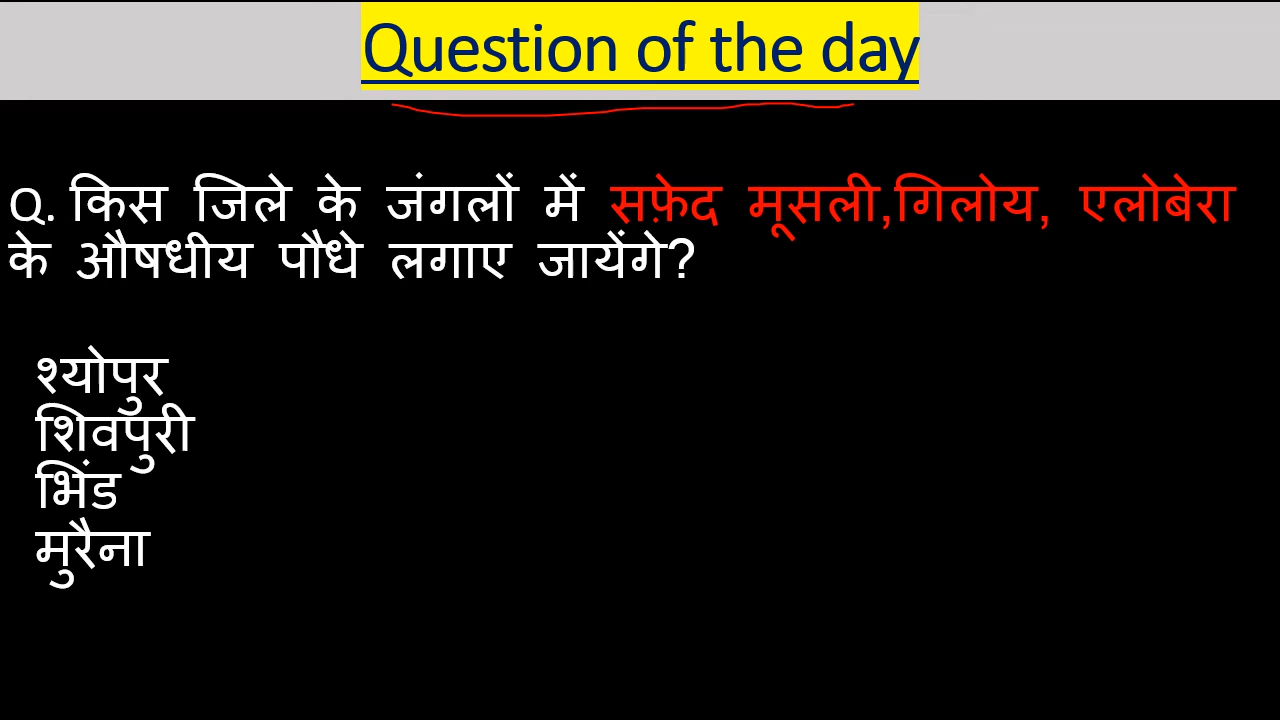 Question of the day
Q. किस जिले के जंगलों में सफ़ेद मूसली,गिलोय, एलोबेरा
के औषधीय पौधे लगाए जायेंगे?
श्योपुर
शिवपुरी
भिंड
मुरैना